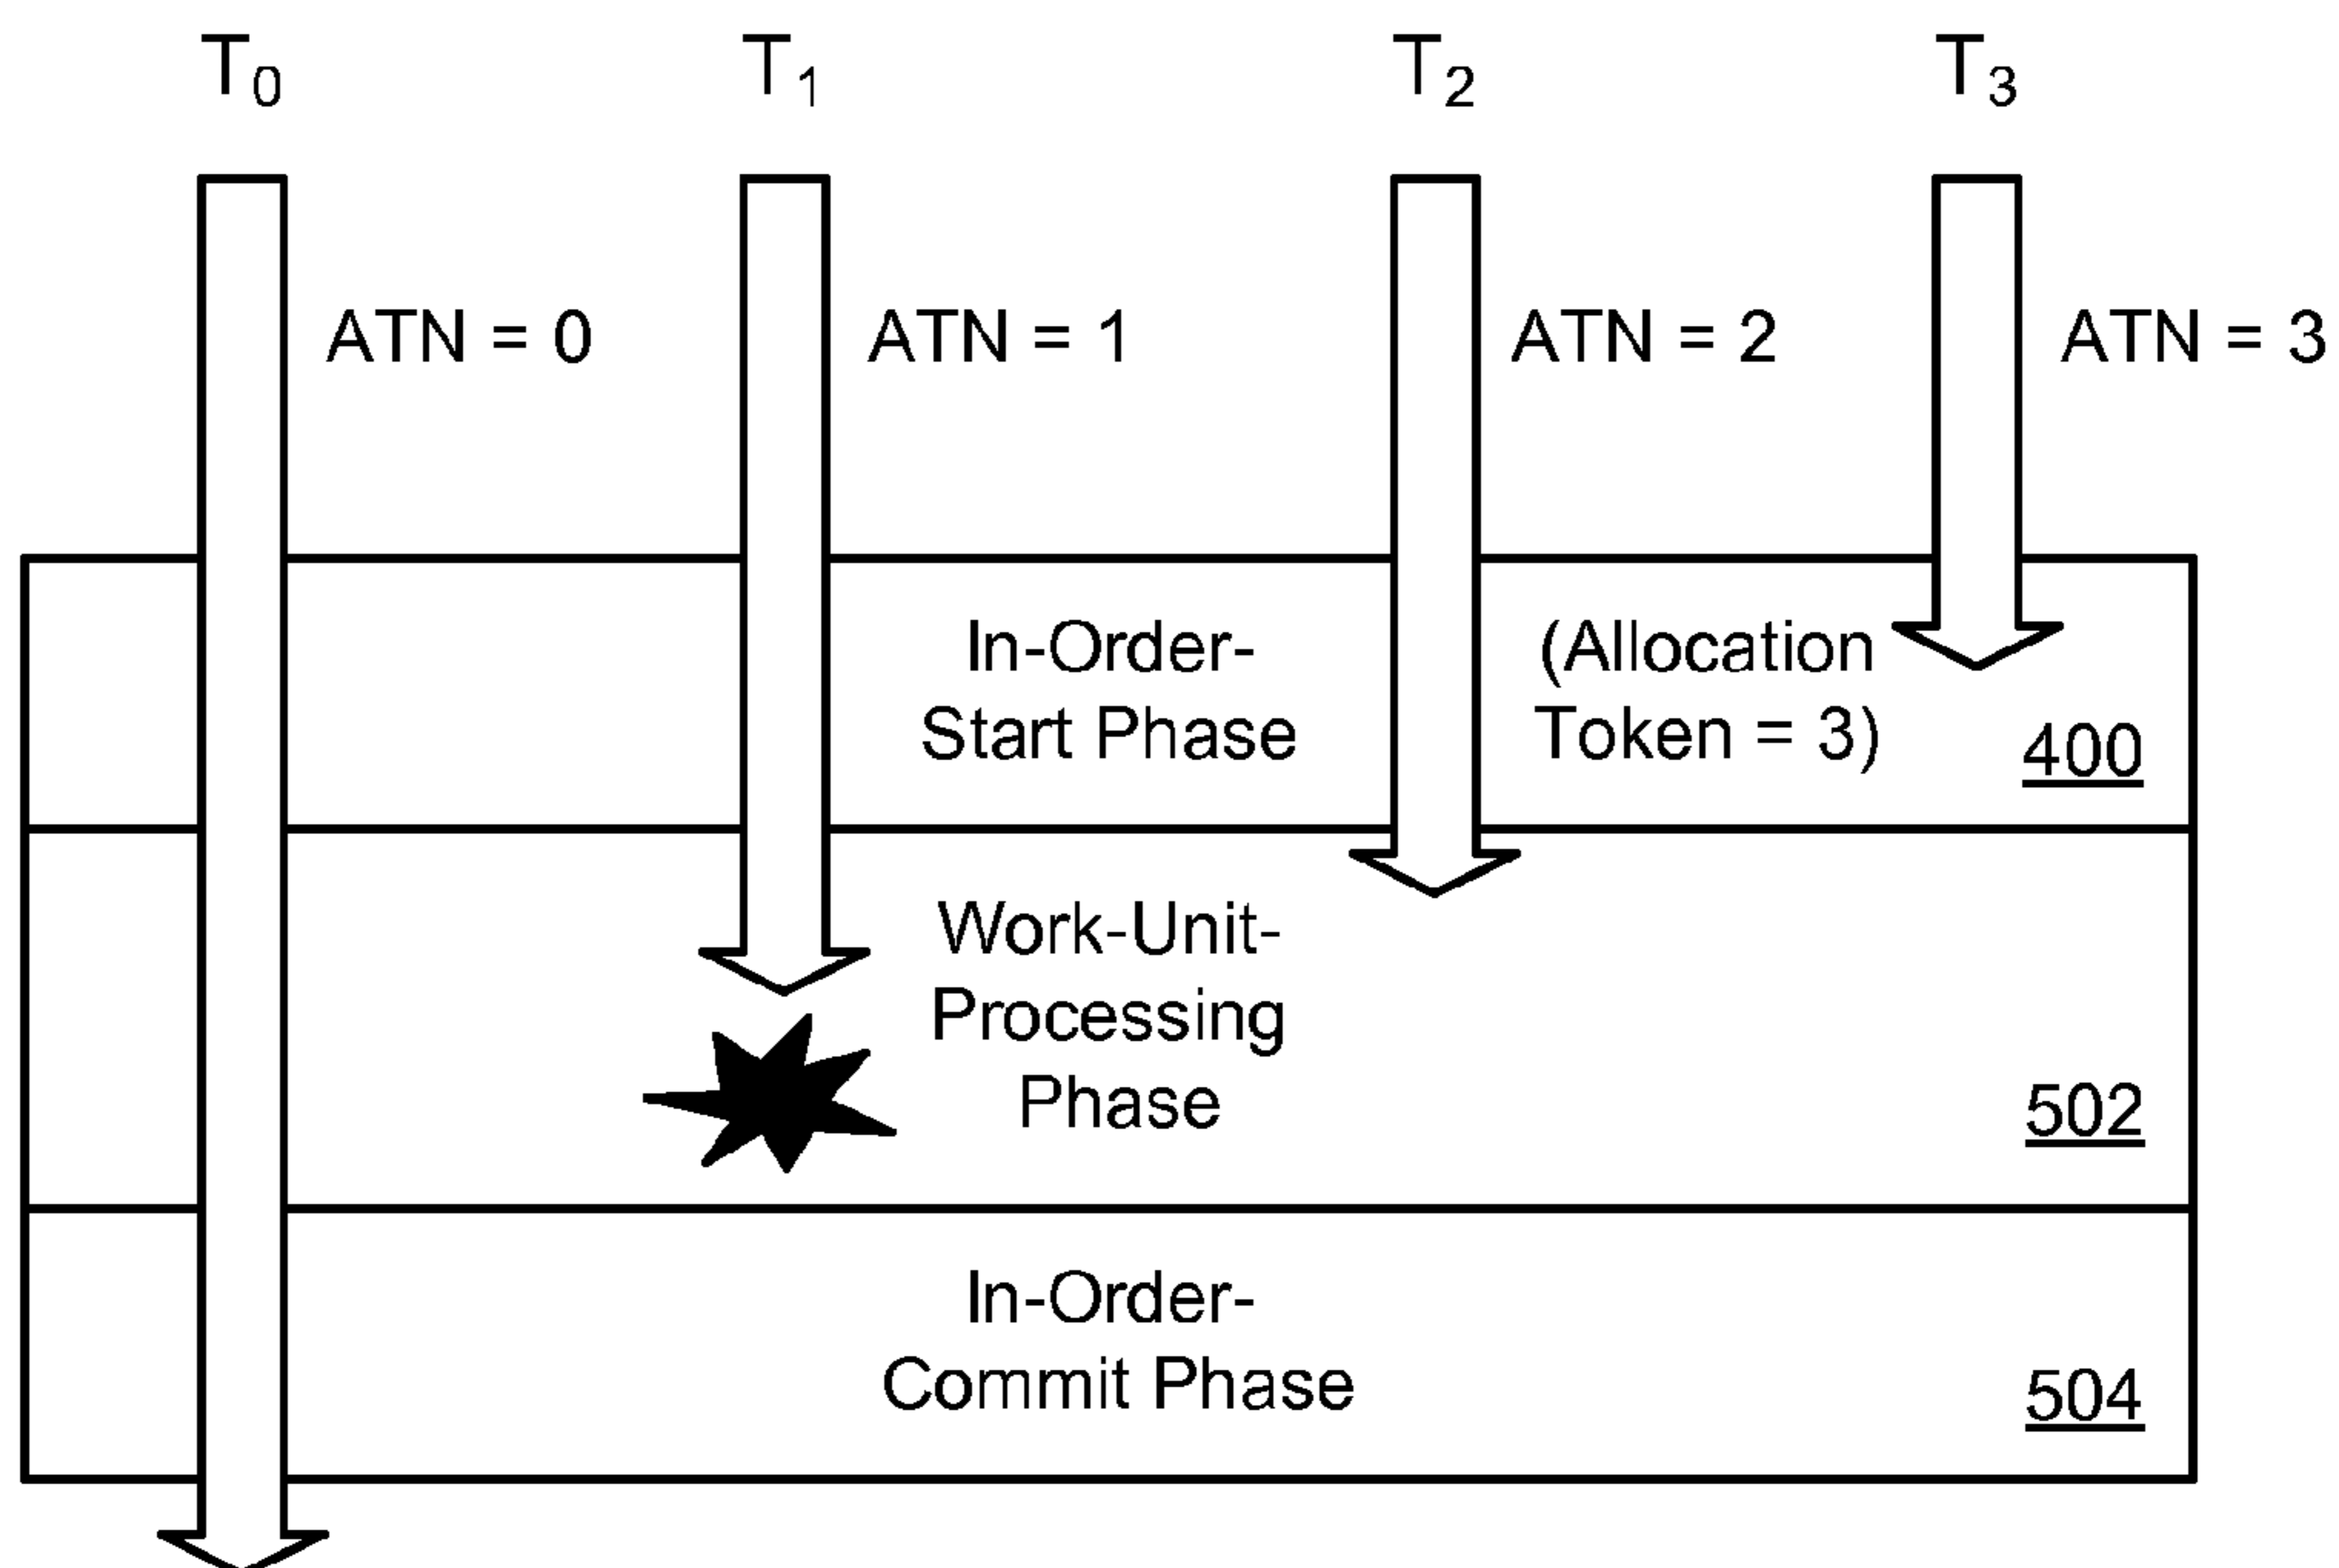 T0 T1 T2 T3
ATN = 0 ATN = 1 ATN = 2 ATN = 3
In-Order-
Start Phase
(Allocation
Token = 3)
400
Work-Unit-
Processing
Phase
502
In-Order-
Commit Phase
504